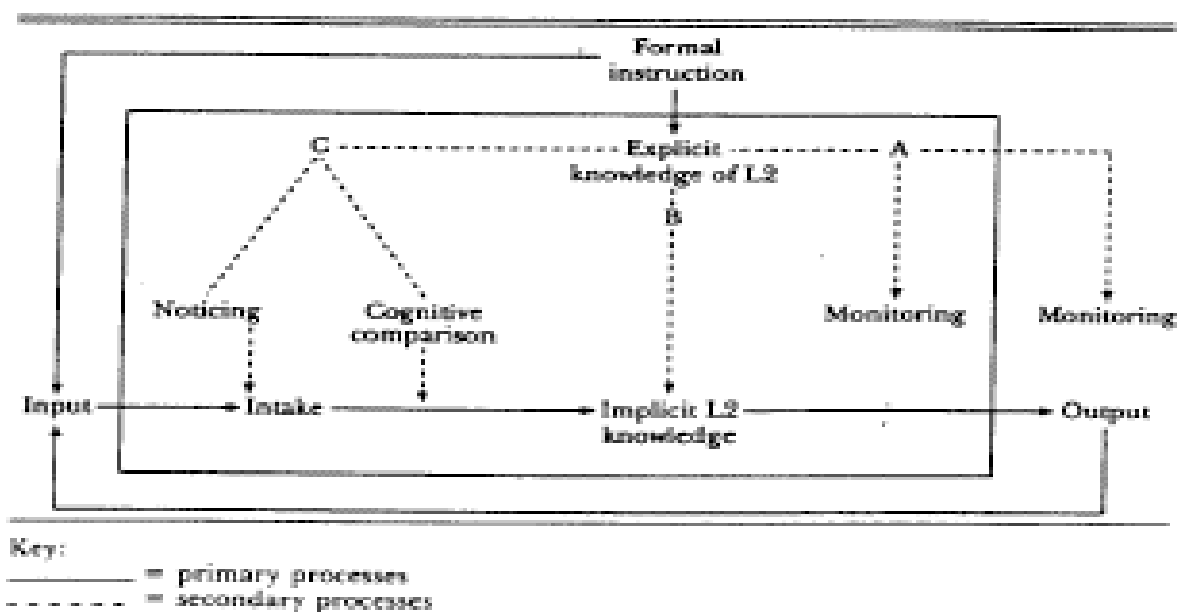 Formal
instruction
C
Explicit
knowledge of L2
A
B
Noticing
Cognitive
comparison
Monitoring
Monitoring
Input
Intake
Implicit L2
knowledge
Output
Key:
= primary processes
= secondary processes